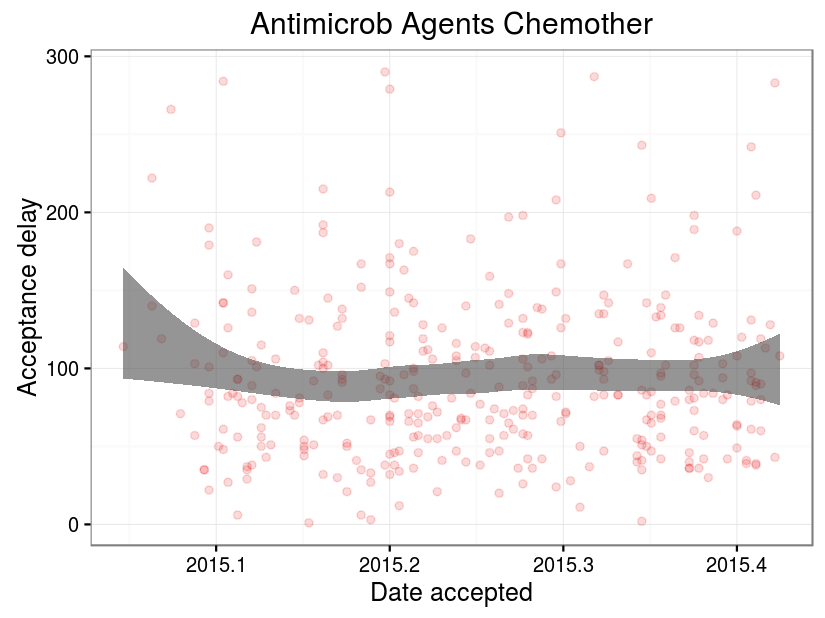 Antimicrob Agents Chemother
300
200
100
0
Acceptance delay
2015.1
2015.2
2015.3
2015.4
Date accepted